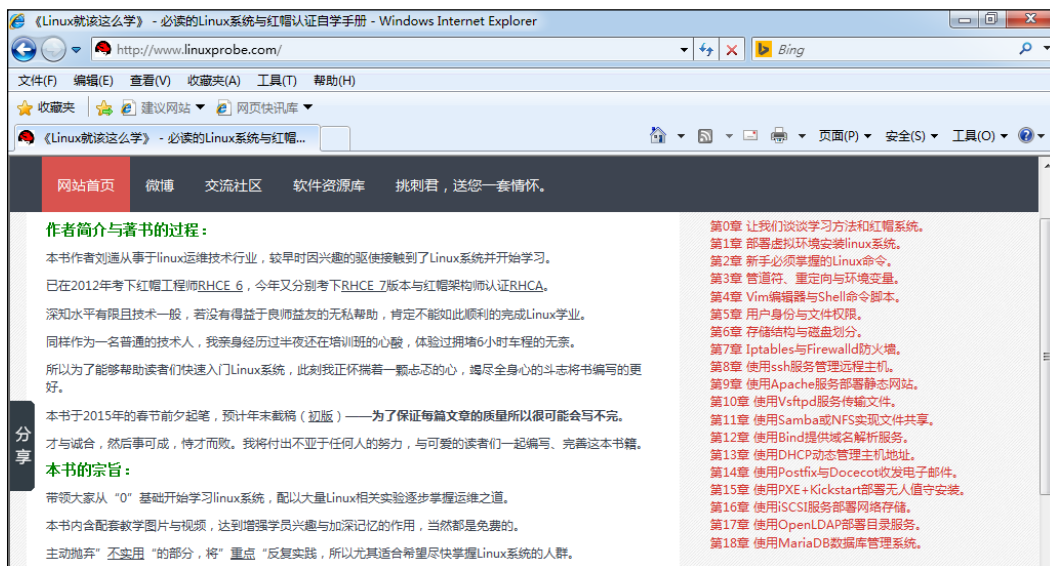 《Linux就该这么学》 - 必读的Linux系统与红帽认证自学手册 - Windows Internet Explorer
http://www.linuxprobe.com/
Bing
文件(F) 编辑(E) 查看(V) 收藏夹(A) 工具(T) 帮助(H)
收藏夹 建议网站 网页快讯库
《Linux就该这么学》 - 必读的Linux系统与红帽...
页面(P) 安全(S) 工具(O)
网站首页 微博 交流社区 软件资源库 挑刺君，送您一套情怀。
作者简介与著书的过程：
本书作者刘遄从事于linux运维技术行业，较早时因兴趣的驱使接触到了Linux系统并开始学习。
已在2012年考下红帽工程师RHCE 6，今年又分别考下RHCE 7版本与红帽架构师认证RHCA。
深知水平有限且技术一般，若没有得益于良师益友的无私帮助，肯定不能如此顺利的完成Linux学业。
同样作为一名普通的技术人，我亲身经历过半夜还在培训班的心酸，体验过拥堵6小时车程的无奈。
所以为了能够帮助读者们快速入门Linux系统，此刻我正怀揣着一颗忐忑的心，竭尽全身心的斗志将书编写的更
好。
本书于2015年的春节前夕起笔，预计年末截稿（初版）——为了保证每篇文章的质量所以很可能会写不完。
才与诚合，然后事可成，恃才而败。我将付出不亚于任何人的努力，与可爱的读者们一起编写、完善这本书籍。
本书的宗旨：
带领大家从“0”基础开始学习linux系统，配以大量Linux相关实验逐步掌握运维之道。
本书内含配套教学图片与视频，达到增强学员兴趣与加深记忆的作用，当然都是免费的。
主动抛弃”不实用“的部分，将”重点“反复实践，所以尤其适合希望尽快掌握Linux系统的人群。
分
享
第0章 让我们谈谈学习方法和红帽系统。
第1章 部署虚拟环境安装linux系统。
第2章 新手必须掌握的Linux命令。
第3章 管道符、重定向与环境变量。
第4章 Vim编辑器与Shell命令脚本。
第5章 用户身份与文件权限。
第6章 存储结构与磁盘划分。
第7章 Iptables与Firewalld防火墙。
第8章 使用ssh服务管理远程主机。
第9章 使用Apache服务部署静态网站。
第10章 使用Vsftpd服务传输文件。
第11章 使用Samba或NFS实现文件共享。
第12章 使用Bind提供域名解析服务。
第13章 使用DHCP动态管理主机地址。
第14章 使用Postfix与Docecot收发电子邮件。
第15章 使用PXE+Kickstart部署无人值守安装。
第16章 使用iSCSI服务部署网络存储。
第17章 使用OpenLDAP部署目录服务。
第18章 使用MariaDB数据库管理系统。